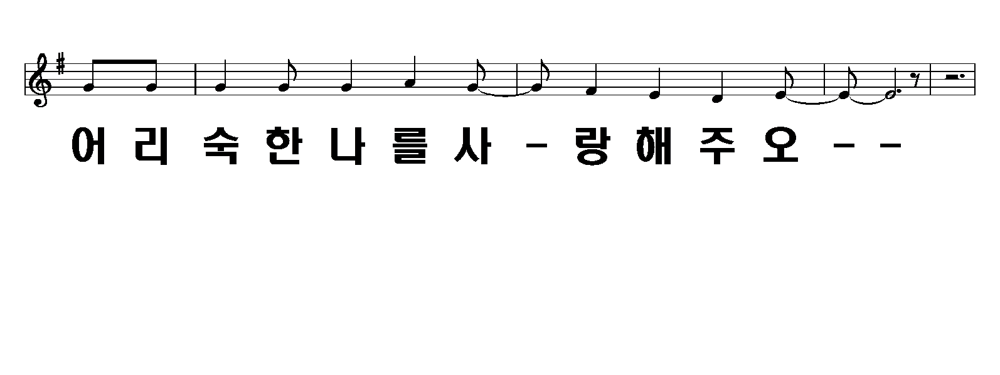 어 리 숙 한 나 를 사 - 랑 해 주 오 - -